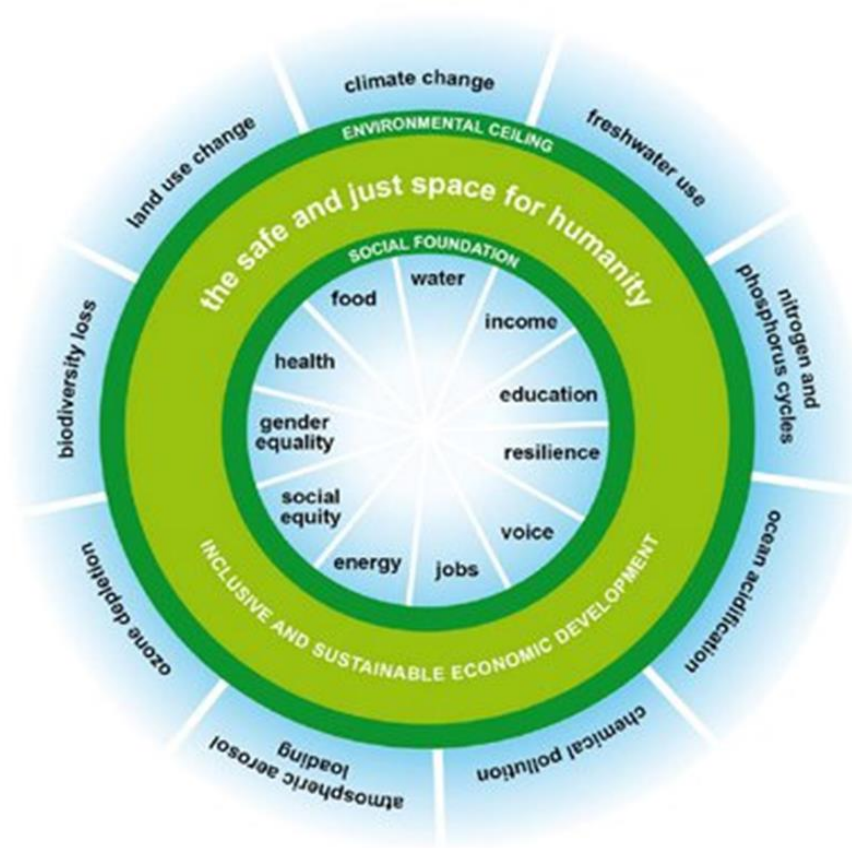 climate change
freshwater use
nitrogen and
phosphorus cycles
ocean acidification
chemical pollution
atmospheric aerosol
loading
ozone depletion
biodiversity loss
land use change
ENVIRONMENTAL CEILING
the safe and just space for humanity
SOCIAL FOUNDATION
water
income
education
resilience
voice
jobs
energy
social
equity
gender
equality
health
food
INCLUSIVE AND SUSTAINABLE ECONOMIC DEVELOPMENT